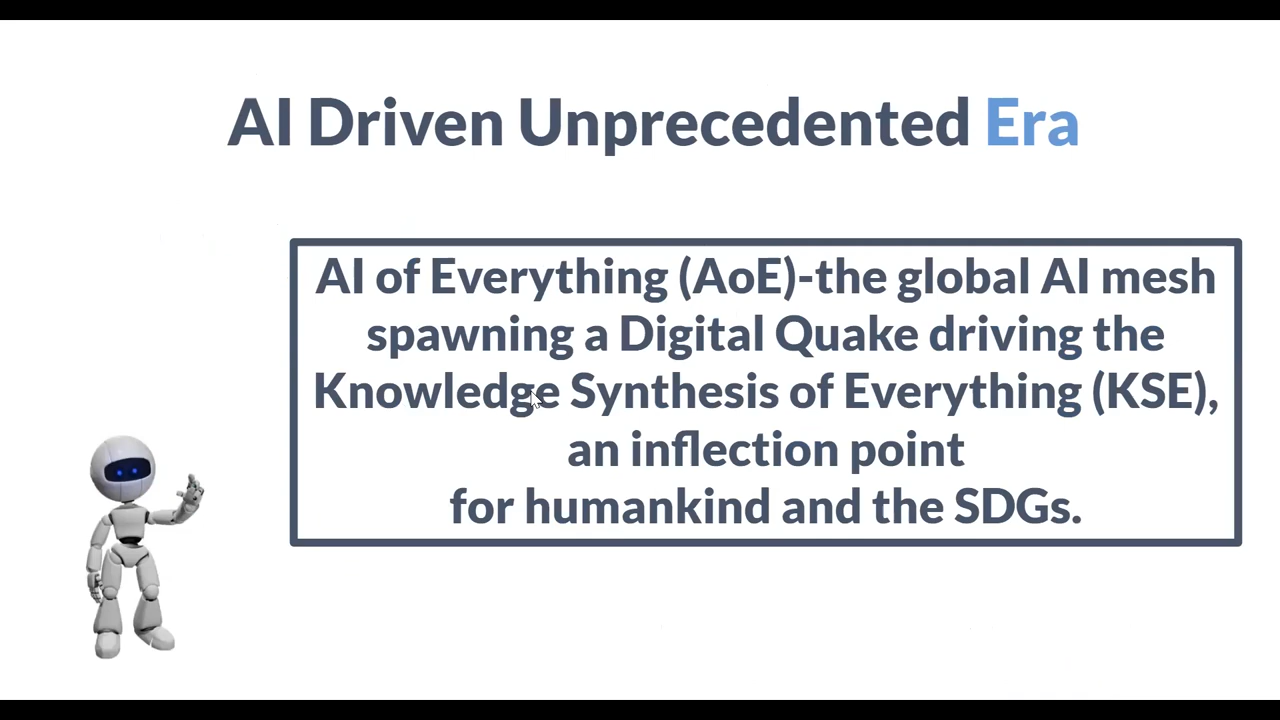 AI Driven Unprecedented Era
AI of Everything (AoE)-the global AI mesh
spawning a Digital Quake driving the
Knowledge Synthesis of Everything (KSE),
an inflection point
for humankind and the SDGs.